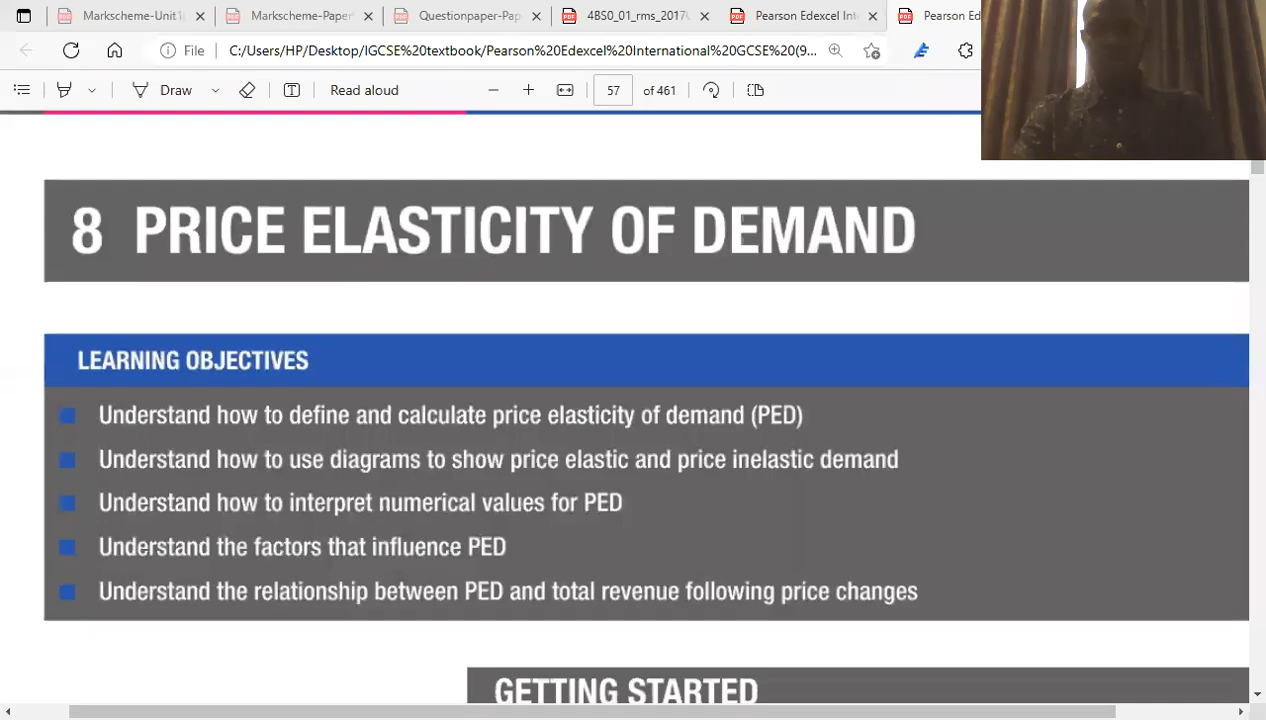 Markscheme-Unit1
Markscheme-Paper
Questionpaper-Pap
4BS0_01_rms_2017
Pearson Edexcel Int
Pearson Ed
File
C:/Users/HP/Desktop/IGCSE%20textbook/Pearson%20Edexcel%20International%20GCSE%20(9...
Draw
Read aloud
57
of 461
8 PRICE ELASTICITY OF DEMAND
LEARNING OBJECTIVES
Understand how to define and calculate price elasticity of demand (PED)
Understand how to use diagrams to show price elastic and price inelastic demand
Understand how to interpret numerical values for PED
Understand the factors that influence PED
Understand the relationship between PED and total revenue following price changes
GETTING STARTED